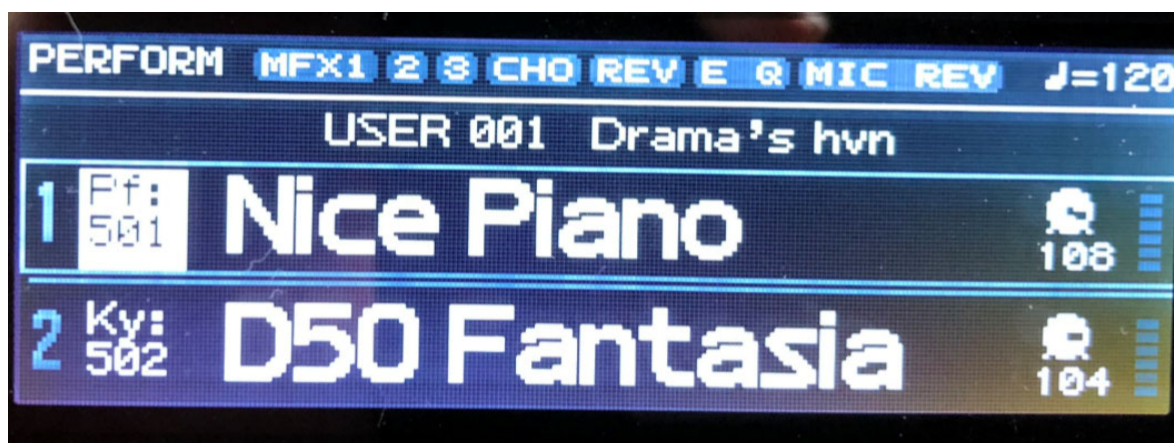 PERFORM MFX1 2 3 CHO REV E Q MIC REV ♩=120
USER 001 Drama's hvn
1 Pf: 501 Nice Piano 108
2 Ky: 502 D50 Fantasia 104